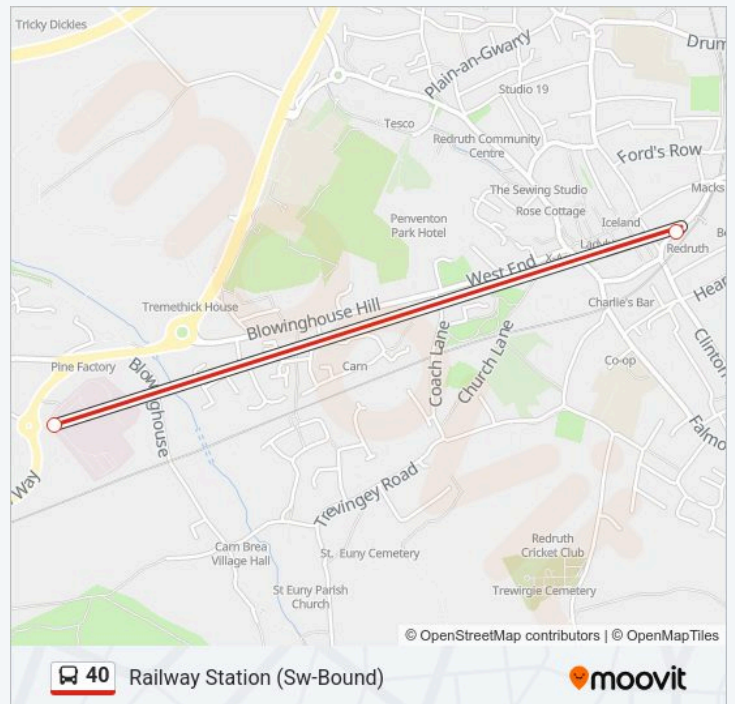 Tricky Dickies
Plain-an-Gwarry
Drum
Studio 19
Tesco
Redruth Community
Centre
Ford's Row
The Sewing Studio
Macks
Rose Cottage
Penventon
Park Hotel
Iceland
Redruth
West End
Tremethick House
Blowinghouse Hill
Charlie's Bar
Hear
Pine Factory
Blowinghouse
Carn
Coach Lane
Church Lane
Co-op
Clinton
Falmo
Way
Trevingey Road
Carn Brea
Village Hall
St. Euny Cemetery
Redruth
Cricket Club
St Euny Parish
Church
Trewirgie Cemetery
© OpenStreetMap contributors | © OpenMapTiles
40 Railway Station (Sw-Bound)
moovit